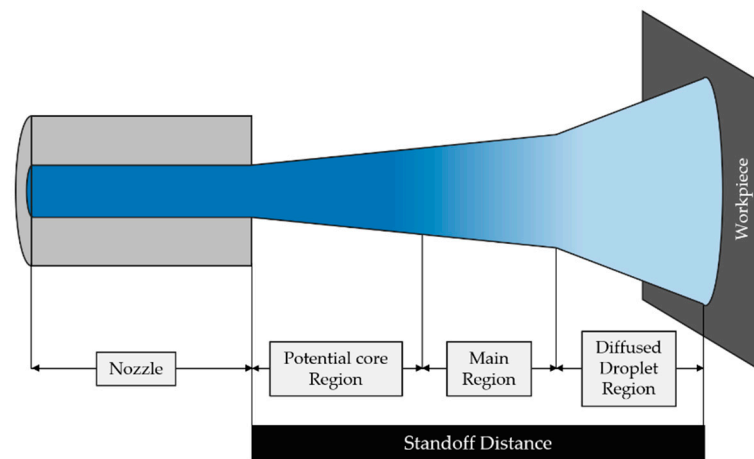 Workpiece
Nozzle
Potential core
Region
Main
Region
Diffused
Droplet
Region
Standoff Distance